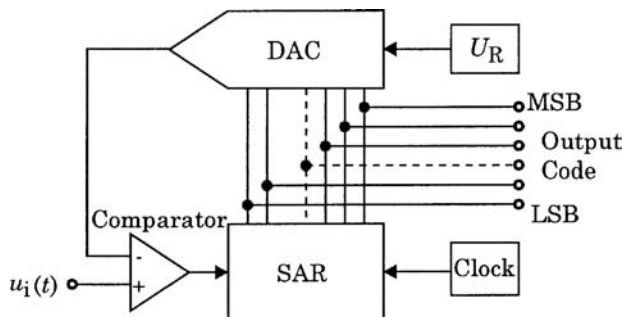 DAC
U_R
MSB
Output
Code
LSB
Comparator
-
+
u_i(t)
SAR
Clock